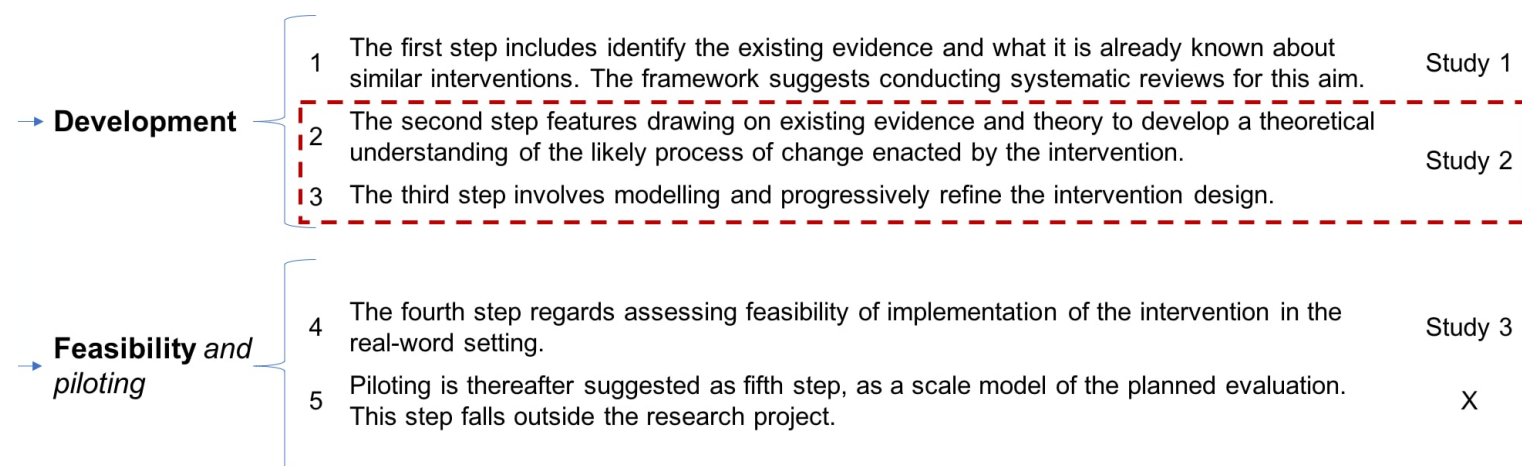 Development
1
The first step includes identify the existing evidence and what it is already known about
similar interventions. The framework suggests conducting systematic reviews for this aim.
Study 1
2
The second step features drawing on existing evidence and theory to develop a theoretical
understanding of the likely process of change enacted by the intervention.
Study 2
3
The third step involves modelling and progressively refine the intervention design.
Feasibility and
piloting
4
The fourth step regards assessing feasibility of implementation of the intervention in the
real-word setting.
Study 3
5
Piloting is thereafter suggested as fifth step, as a scale model of the planned evaluation.
This step falls outside the research project.
X